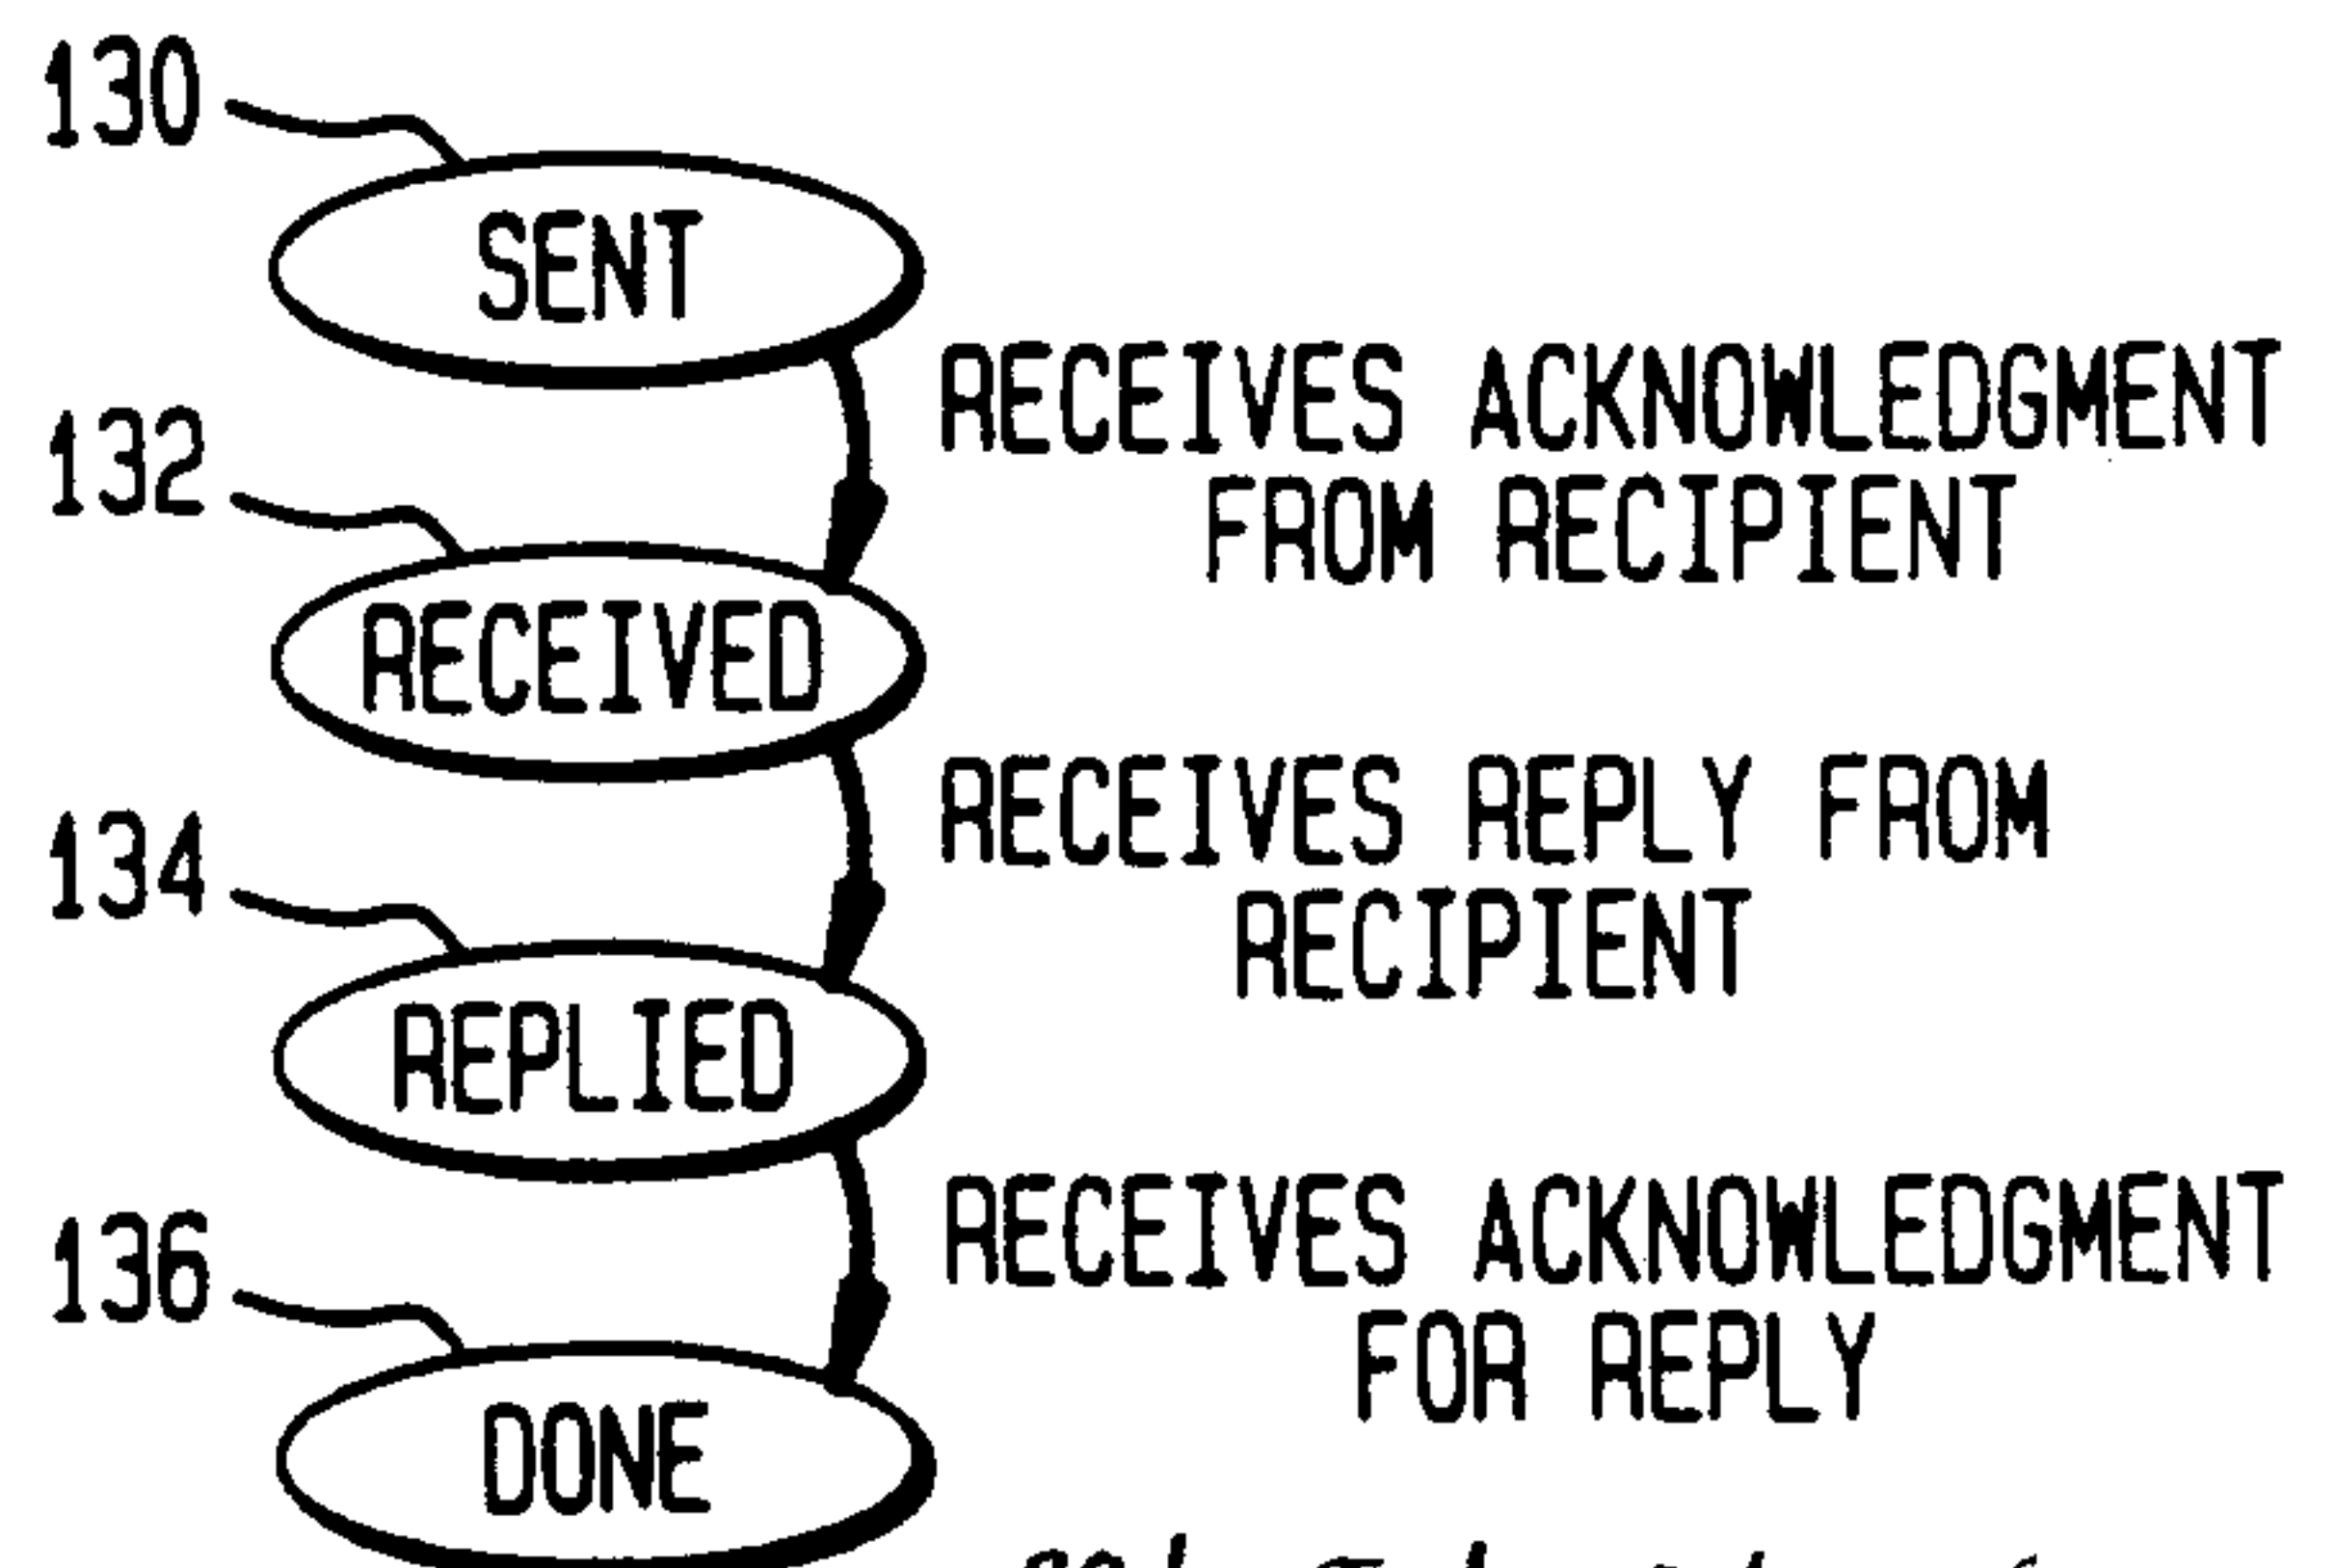 130
SENT
RECEIVES ACKNOWLEDGMENT
FROM RECIPIENT
132
RECEIVED
RECEIVES REPLY FROM
RECIPIENT
134
REPLIED
RECEIVES ACKNOWLEDGMENT
FOR REPLY
136
DONE